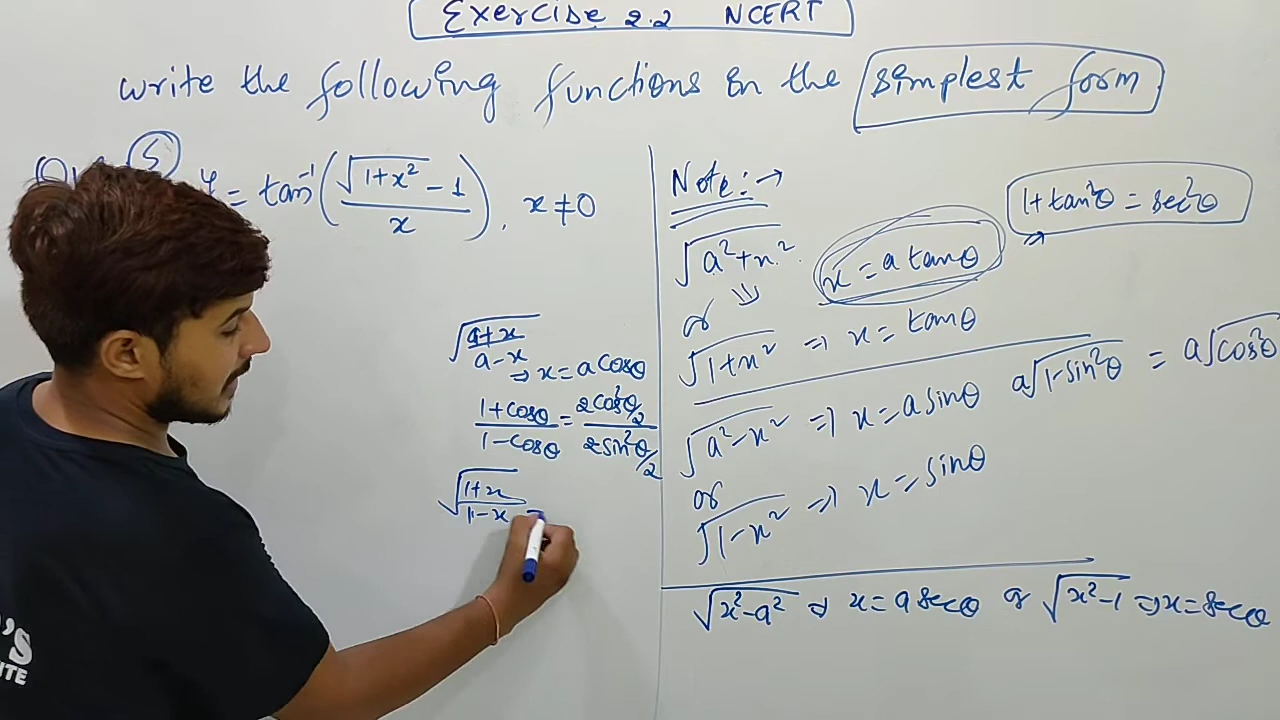 Exercise 2.2 NCERT
write the following functions in the simplest form
5
y = tan⁻¹(√(1+x²) - 1 / x), x ≠ 0
√(a+x / a-x)
⇒ x = a cosθ
1+cosθ / 1-cosθ = 2cos²θ/2 / 2sin²θ/2
√(1+x / 1-x) =
Note:→
1+tan²θ = sec²θ
√(a²+x²) x = a tanθ
or
√(1+x²) ⇒ x = tanθ
√(a²-x²) ⇒ x = a sinθ a√(1-sin²θ) = a√(cos²θ)
or
√(1-x²) ⇒ x = sinθ
√(x²-a²) ⇒ x = a secθ or √(x²-1) ⇒ x = secθ